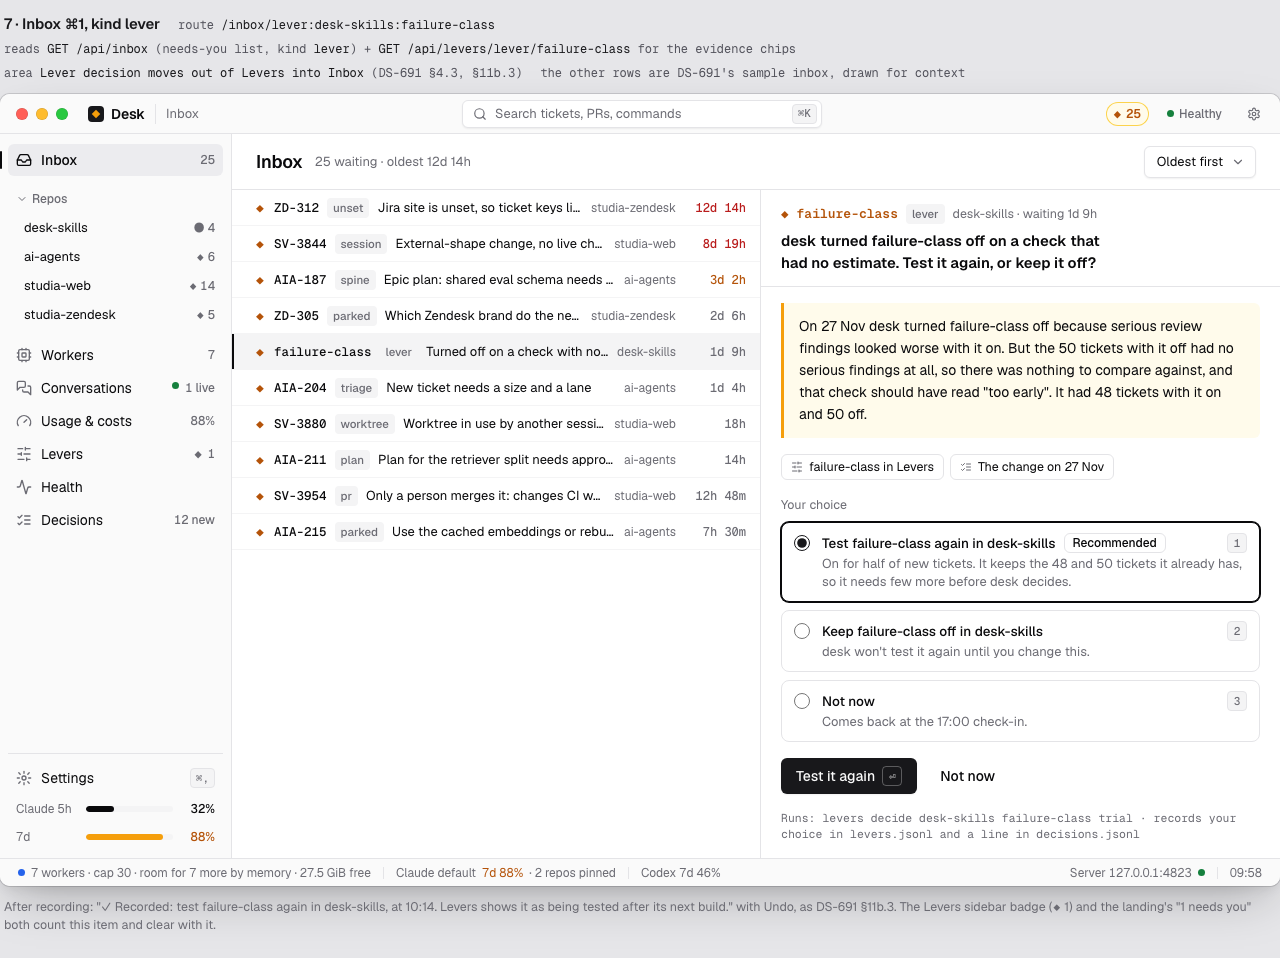 7 · Inbox ⌘1, kind lever route /inbox/lever:desk-skills:failure-class
reads GET /api/inbox (needs-you list, kind lever) + GET /api/levers/lever/failure-class for the evidence chips
area Lever decision moves out of Levers into Inbox (DS-691 §4.3, §11b.3) the other rows are DS-691's sample inbox, drawn for context
Desk Inbox
Search tickets, PRs, commands ⌘K
25
Healthy
Inbox 25
Repos
desk-skills 4
ai-agents 6
studia-web 14
studia-zendesk 5
Workers 7
Conversations 1 live
Usage & costs 88%
Levers 1
Health
Decisions 12 new
Settings ⌘,
Claude 5h 32%
7d 88%
Inbox 25 waiting · oldest 12d 14h
Oldest first
ZD-312 unset Jira site is unset, so ticket keys li… studia-zendesk 12d 14h
SV-3844 session External-shape change, no live ch… studia-web 8d 19h
AIA-187 spine Epic plan: shared eval schema needs … ai-agents 3d 2h
ZD-305 parked Which Zendesk brand do the ne… studia-zendesk 2d 6h
failure-class lever Turned off on a check with no… desk-skills 1d 9h
AIA-204 triage New ticket needs a size and a lane ai-agents 1d 4h
SV-3880 worktree Worktree in use by another sessi… studia-web 18h
AIA-211 plan Plan for the retriever split needs appro… ai-agents 14h
SV-3954 pr Only a person merges it: changes CI w… studia-web 12h 48m
AIA-215 parked Use the cached embeddings or rebu… ai-agents 7h 30m
failure-class lever desk-skills · waiting 1d 9h
desk turned failure-class off on a check that
had no estimate. Test it again, or keep it off?
On 27 Nov desk turned failure-class off because serious review
findings looked worse with it on. But the 50 tickets with it off had no
serious findings at all, so there was nothing to compare against, and
that check should have read "too early". It had 48 tickets with it on
and 50 off.
failure-class in Levers
The change on 27 Nov
Your choice
Test failure-class again in desk-skills Recommended 1
On for half of new tickets. It keeps the 48 and 50 tickets it already has,
so it needs few more before desk decides.
Keep failure-class off in desk-skills 2
desk won't test it again until you change this.
Not now 3
Comes back at the 17:00 check-in.
Test it again ⏎
Not now
Runs: levers decide desk-skills failure-class trial · records your
choice in levers.jsonl and a line in decisions.jsonl
7 workers · cap 30 · room for 7 more by memory · 27.5 GiB free
Claude default 7d 88% · 2 repos pinned
Codex 7d 46%
Server 127.0.0.1:4823
09:58
After recording: "✓ Recorded: test failure-class again in desk-skills, at 10:14. Levers shows it as being tested after its next build." with Undo, as DS-691 §11b.3. The Levers sidebar badge (⬥ 1) and the landing's "1 needs you"
both count this item and clear with it.